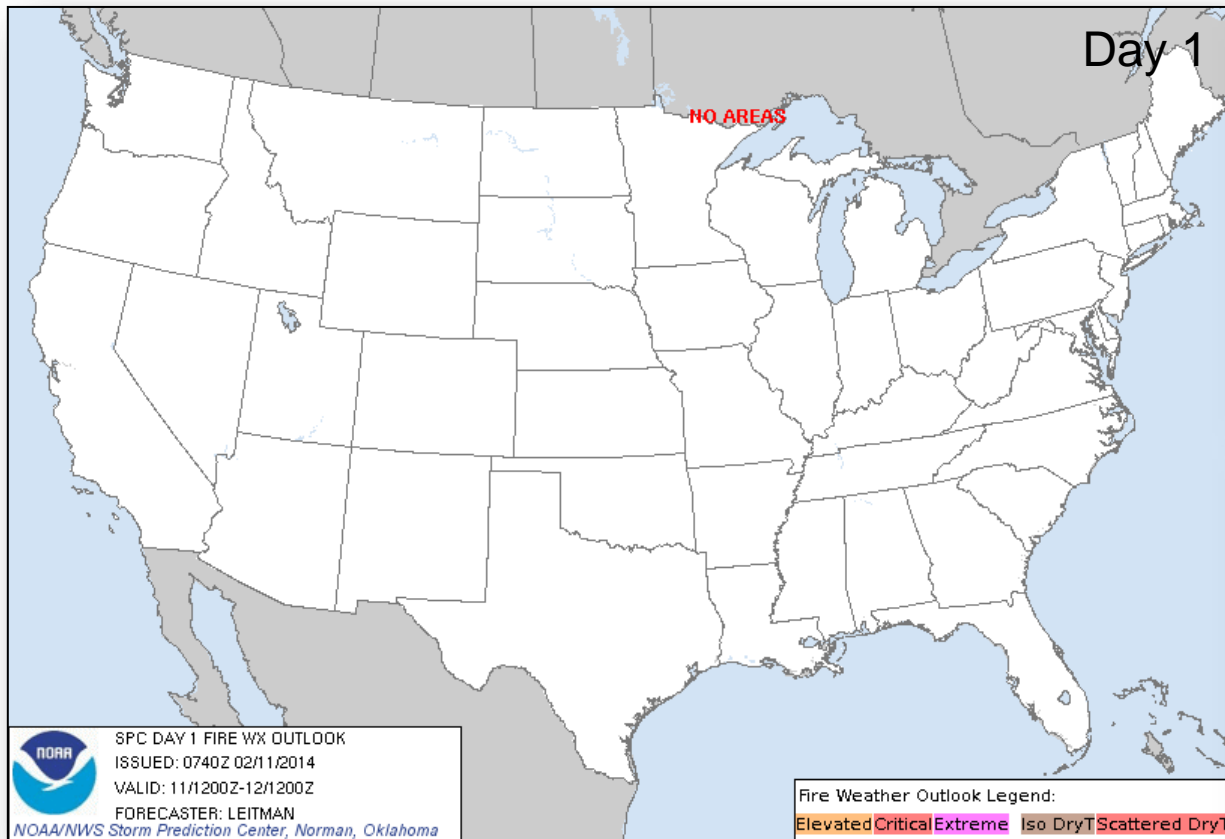 Day 1
NO AREAS
NOAA
SPC DAY 1 FIRE WX OUTLOOK
ISSUED: 0740Z 02/11/2014
VALID: 11/1200Z-12/1200Z
FORECASTER: LEITMAN
NOAA/NWS Storm Prediction Center, Norman, Oklahoma
Fire Weather Outlook Legend:
Elevated Critical Extreme Iso DryT Scattered DryT